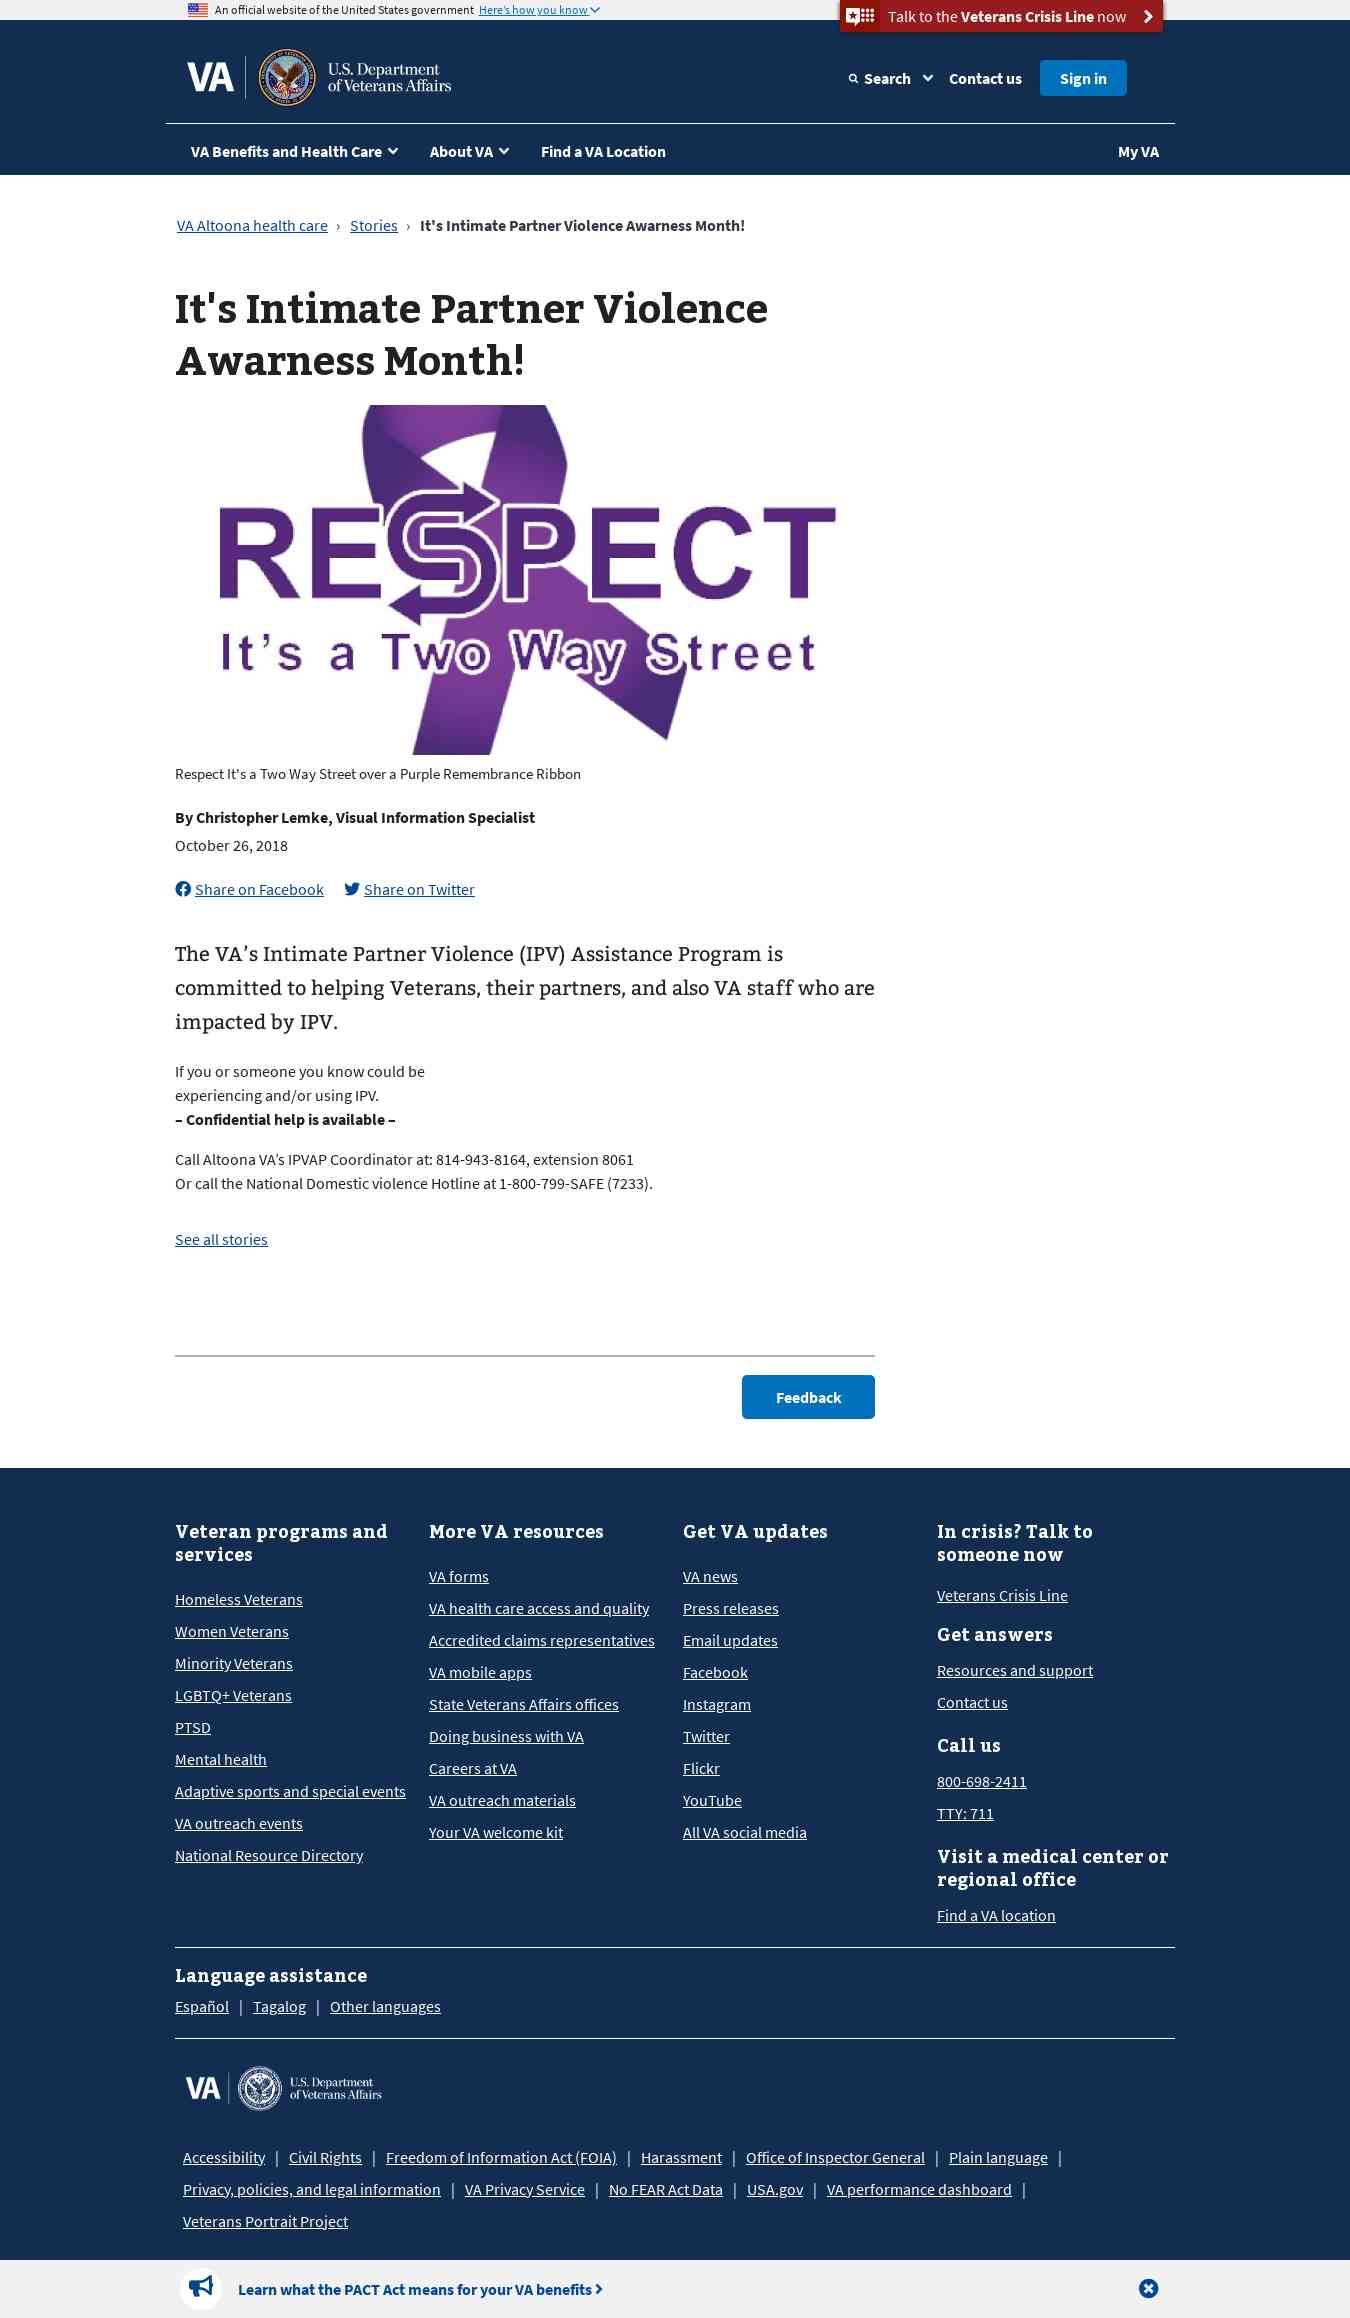 An official website of the United States government Here's how you know
Talk to the Veterans Crisis Line now
VA U.S. Department
of Veterans Affairs
Search Contact us Sign in
VA Benefits and Health Care About VA Find a VA Location My VA
VA Altoona health care › Stories › It's Intimate Partner Violence Awarness Month!
It's Intimate Partner Violence
Awarness Month!
RESPECT
It's a Two Way Street
Respect It's a Two Way Street over a Purple Remembrance Ribbon
By Christopher Lemke, Visual Information Specialist
October 26, 2018
Share on Facebook Share on Twitter
The VA’s Intimate Partner Violence (IPV) Assistance Program is
committed to helping Veterans, their partners, and also VA staff who are
impacted by IPV.
If you or someone you know could be
experiencing and/or using IPV.
– Confidential help is available –
Call Altoona VA’s IPVAP Coordinator at: 814-943-8164, extension 8061
Or call the National Domestic violence Hotline at 1-800-799-SAFE (7233).
See all stories
Feedback
Veteran programs and
services
Homeless Veterans
Women Veterans
Minority Veterans
LGBTQ+ Veterans
PTSD
Mental health
Adaptive sports and special events
VA outreach events
National Resource Directory
More VA resources
VA forms
VA health care access and quality
Accredited claims representatives
VA mobile apps
State Veterans Affairs offices
Doing business with VA
Careers at VA
VA outreach materials
Your VA welcome kit
Get VA updates
VA news
Press releases
Email updates
Facebook
Instagram
Twitter
Flickr
YouTube
All VA social media
In crisis? Talk to
someone now
Veterans Crisis Line
Get answers
Resources and support
Contact us
Call us
800-698-2411
TTY: 711
Visit a medical center or
regional office
Find a VA location
Language assistance
Español | Tagalog | Other languages
VA U.S. Department
of Veterans Affairs
Accessibility | Civil Rights | Freedom of Information Act (FOIA) | Harassment | Office of Inspector General | Plain language |
Privacy, policies, and legal information | VA Privacy Service | No FEAR Act Data | USA.gov | VA performance dashboard |
Veterans Portrait Project
Learn what the PACT Act means for your VA benefits